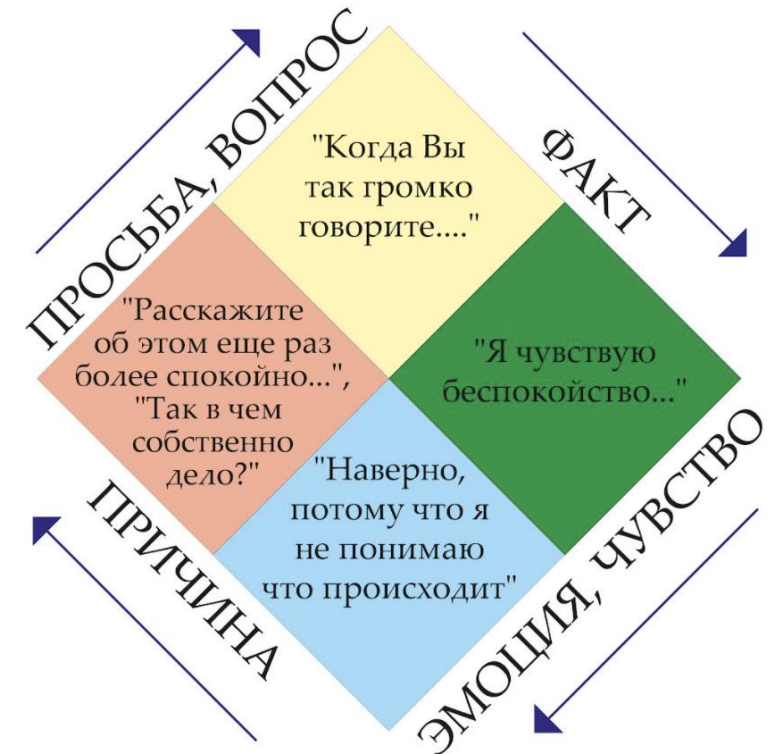 ПРОСЬБА, ВОПРОС
ФАКТ
"Когда Вы
так громко
говорите...."
"Расскажите
об этом еще раз
более спокойно...",
"Так в чем
собственно
дело?"
"Я чувствую
беспокойство..."
"Наверно,
потому что я
не понимаю
что происходит"
ПРИЧИНА
ЭМОЦИЯ, ЧУВСТВО